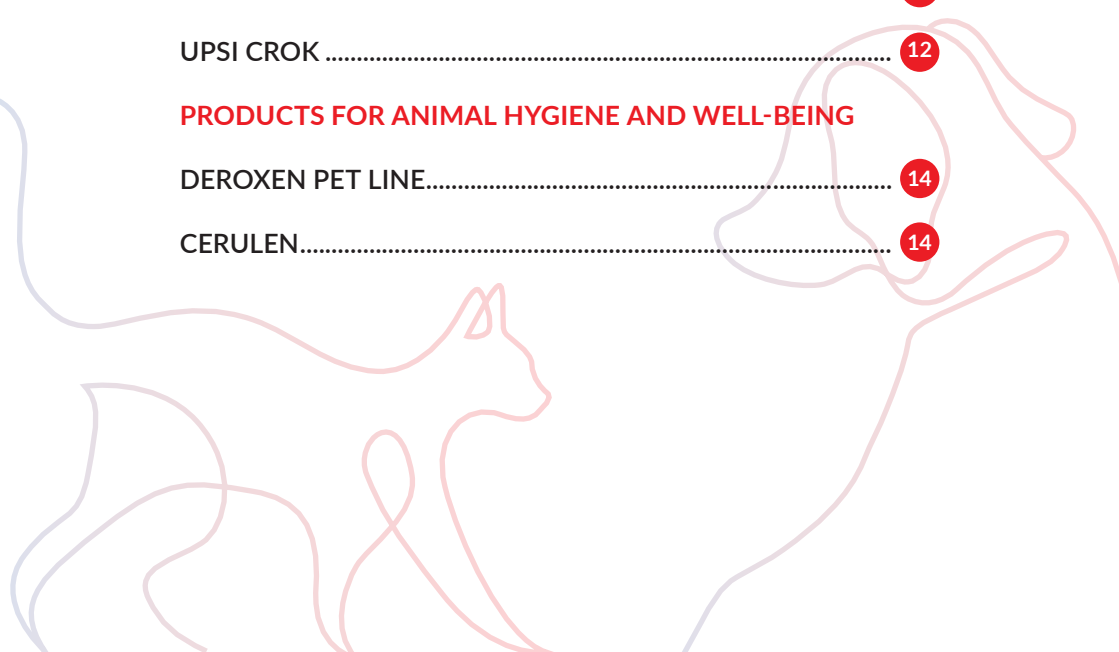 UPSI CROK .......................................................................................... 12
PRODUCTS FOR ANIMAL HYGIENE AND WELL-BEING
DEROXEN PET LINE.......................................................................... 14
CERULEN.............................................................................................. 14